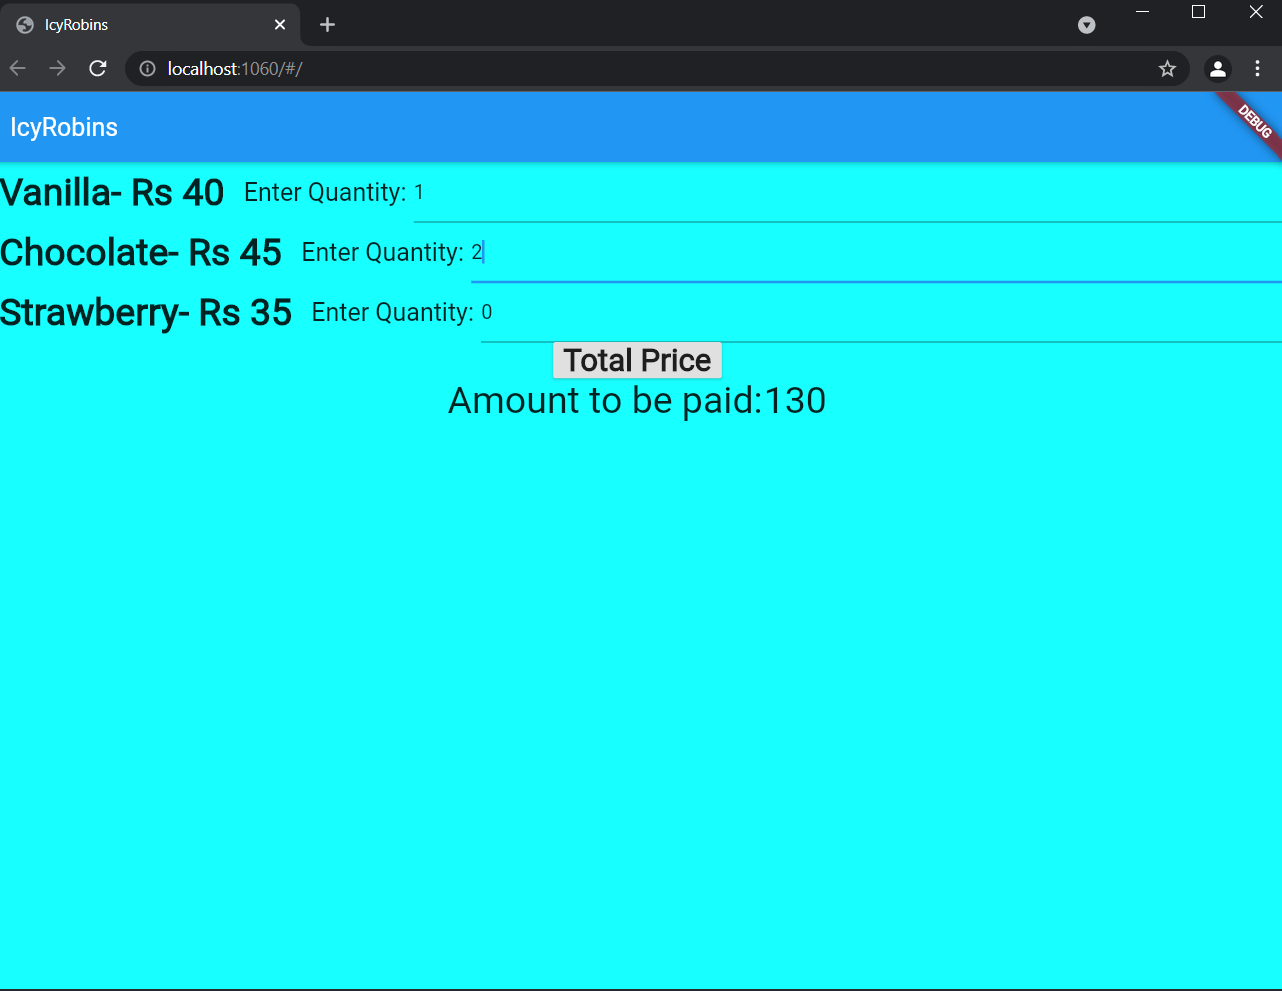 IcyRobins
localhost:1060/#/
IcyRobins
DEBUG
Vanilla- Rs 40 Enter Quantity: 1
Chocolate- Rs 45 Enter Quantity: 2
Strawberry- Rs 35 Enter Quantity: 0
Total Price
Amount to be paid:130